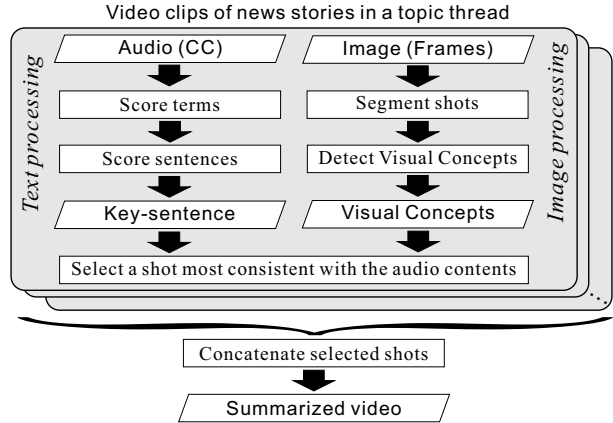 Video clips of news stories in a topic thread
Audio (CC)
Image (Frames)
Text processing
Image processing
Score terms
Segment shots
Score sentences
Detect Visual Concepts
Key-sentence
Visual Concepts
Select a shot most consistent with the audio contents
Concatenate selected shots
Summarized video